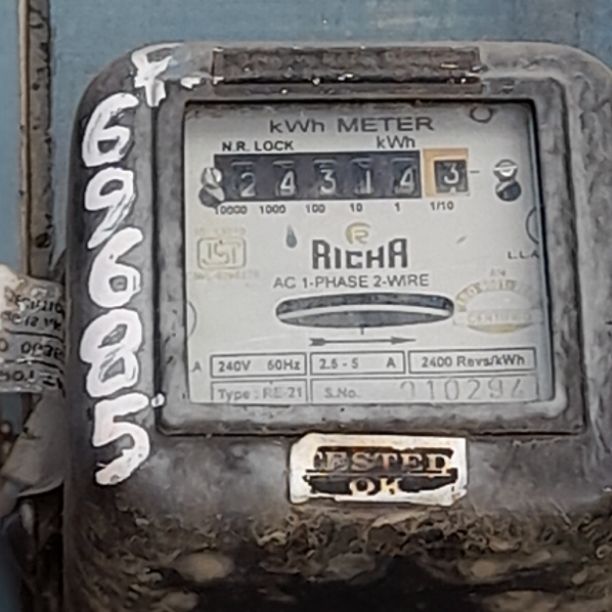 69685
kWh METER
N.R. LOCK kWh
2 4 3 1 4 3
10000 1000 100 10 1 1/10
RICHA
AC 1-PHASE 2-WIRE
240V 50Hz 2.5 - 5 A 2400 Revs/kWh
Type : RE-21 S.No. 010294
TESTED
OK